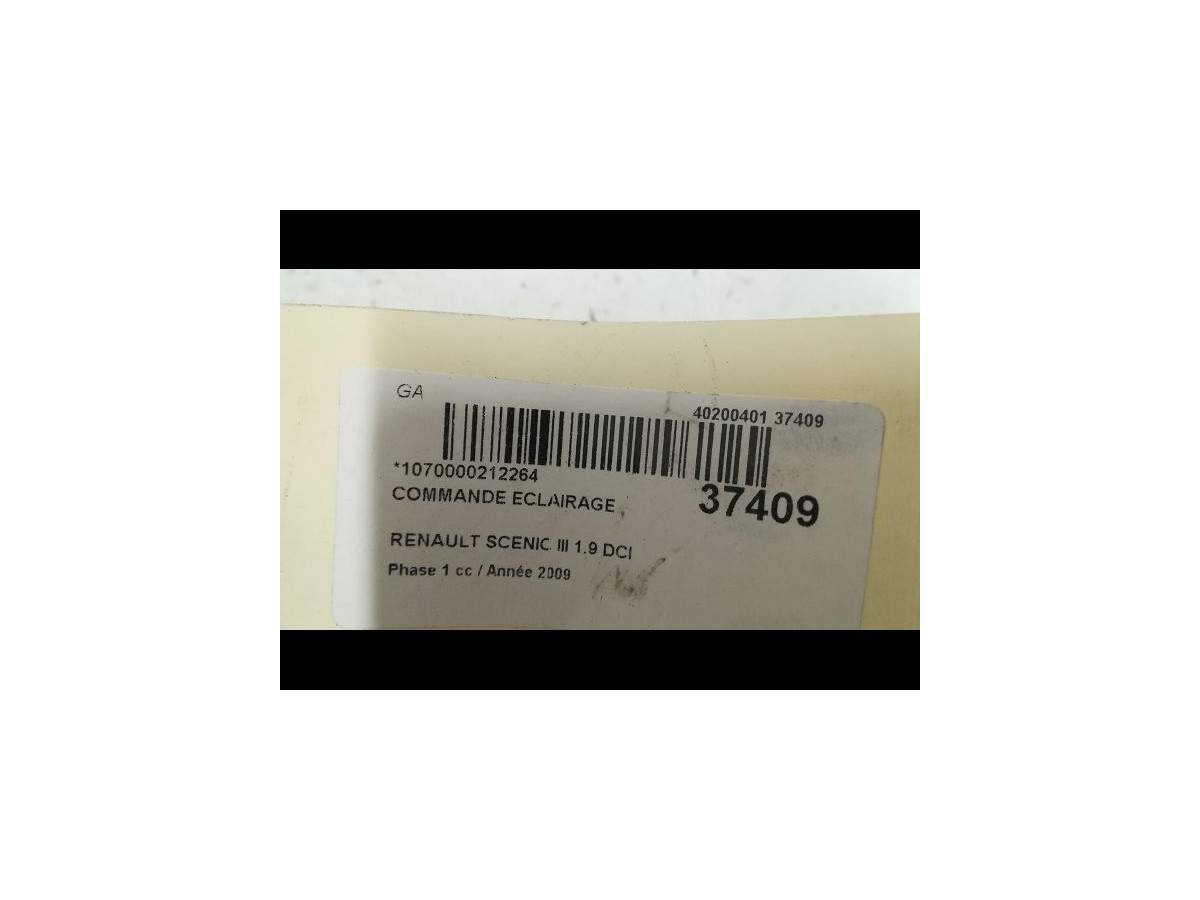 GA
40200401 37409
*1070000212264
37409
COMMANDE ECLAIRAGE
RENAULT SCENIC III 1.9 DCI
Phase 1 cc / Année 2009